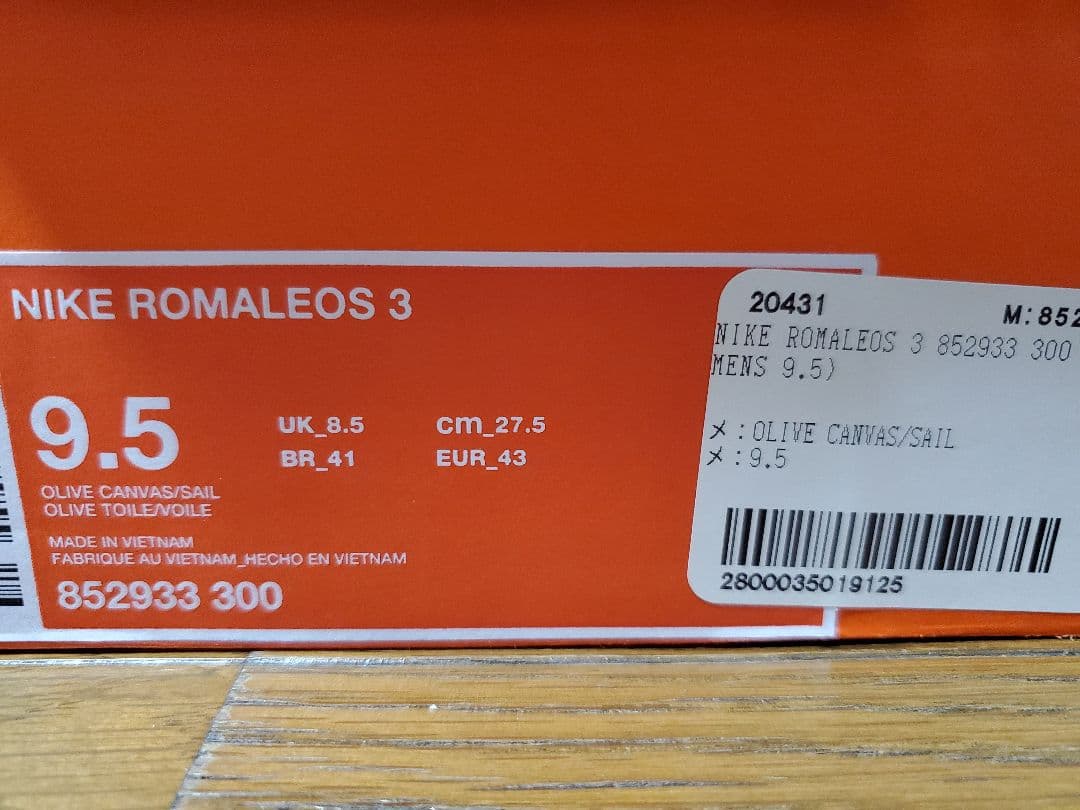 NIKE ROMALEOS 3
9.5
UK_8.5
cm_27.5
BR_41
EUR_43
OLIVE CANVAS/SAIL
OLIVE TOILE/VOILE
MADE IN VIETNAM
FABRIQUE AU VIETNAM_HECHO EN VIETNAM
852933 300
20431
M:852
NIKE ROMALEOS 3 852933 300
MENS 9.5)
メ:OLIVE CANVAS/SAIL
メ:9.5
2800035019125